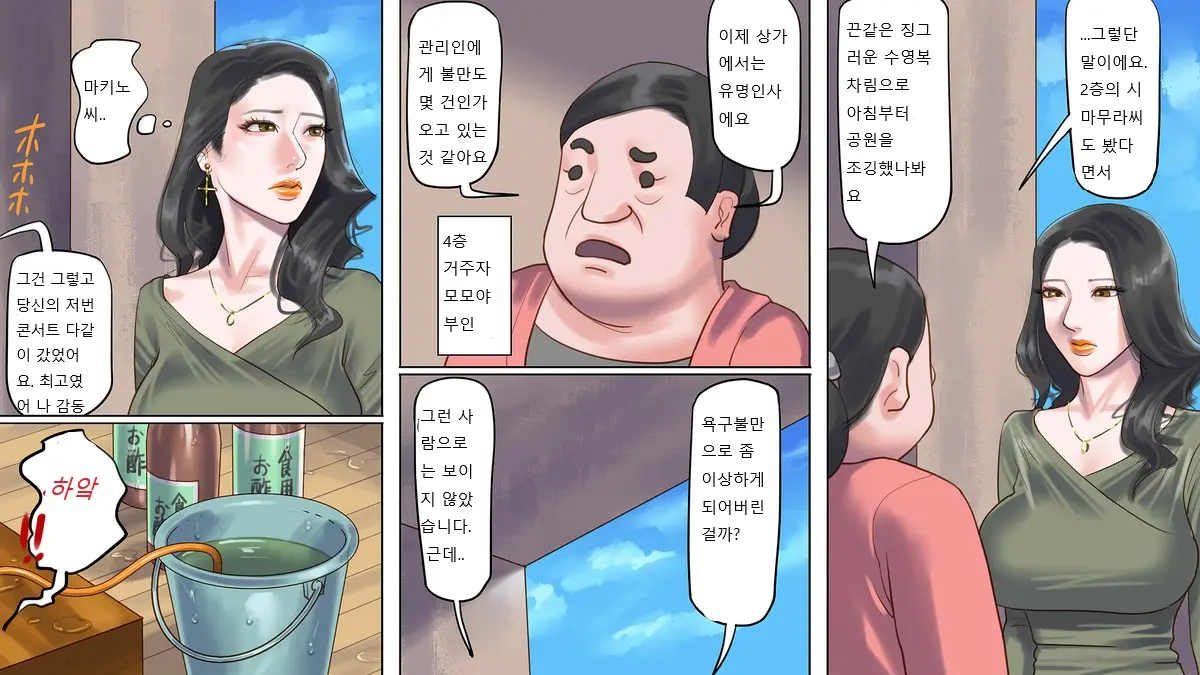 ...그렇단
말이에요.
2층의 시
마무라씨
도 봤다
면서
끈같은 징그
러운 수영복
차림으로
아침부터
공원을
조깅했나봐
요
이제 상가
에서는
유명인사
에요
관리인에
게 불만도
몇 건인가
오고 있는
것 같아요
4층
거주자
모모야
부인
욕구불만
으로 좀
이상하게
되어버린
걸까?
그런 사
람으로
는 보이
지 않았
습니다.
근데..
마키노
씨..
ホホホ
그건 그렇고
당신의 저번
콘서트 다같
이 갔었어
요. 최고였
어 나 감동
하악
!!
お酢
食用
お酢
食用
お酢